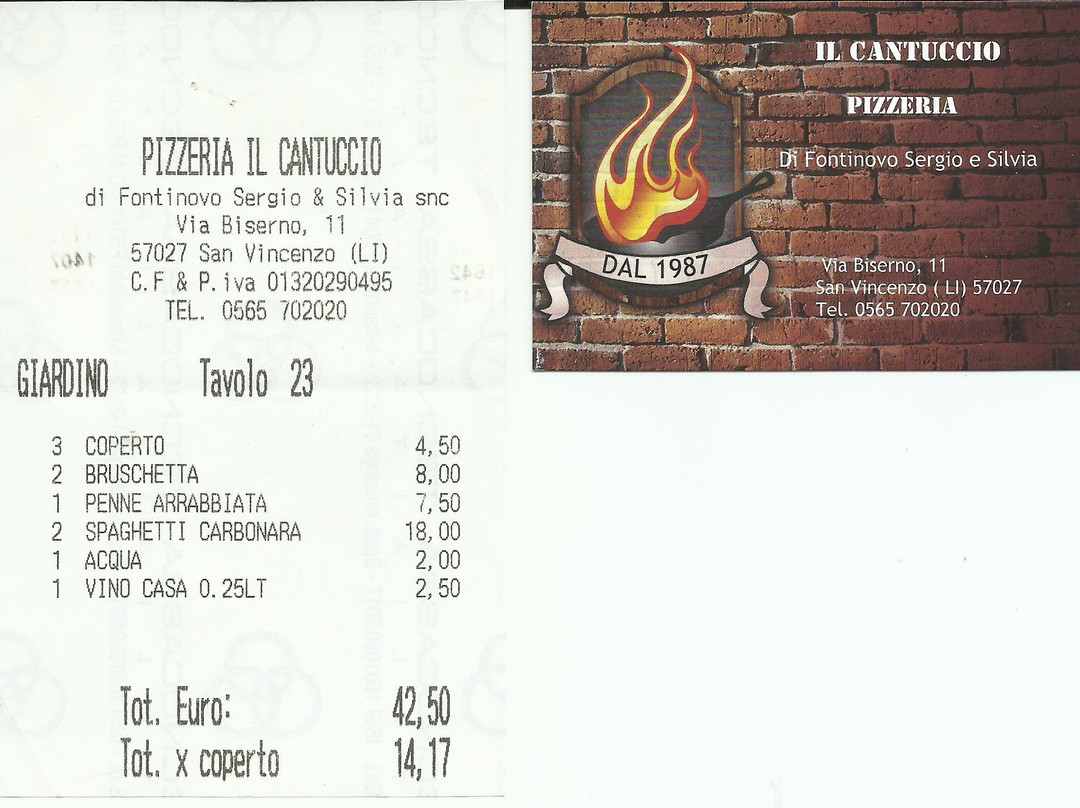 PIZZERIA IL CANTUCCIO
di Fontinovo Sergio & Silvia snc
Via Biserno, 11
57027 San Vincenzo (LI)
C.F & P.iva 01320290495
TEL. 0565 702020
GIARDINO Tavolo 23
3 COPERTO 4,50
2 BRUSCHETTA 8,00
1 PENNE ARRABBIATA 7,50
2 SPAGHETTI CARBONARA 18,00
1 ACQUA 2,00
1 VINO CASA 0.25LT 2,50
Tot. Euro: 42,50
Tot. x coperto 14,17
IL CANTUCCIO
PIZZERIA
Di Fontinovo Sergio e Silvia
DAL 1987
Via Biserno, 11
San Vincenzo ( LI) 57027
Tel. 0565 702020